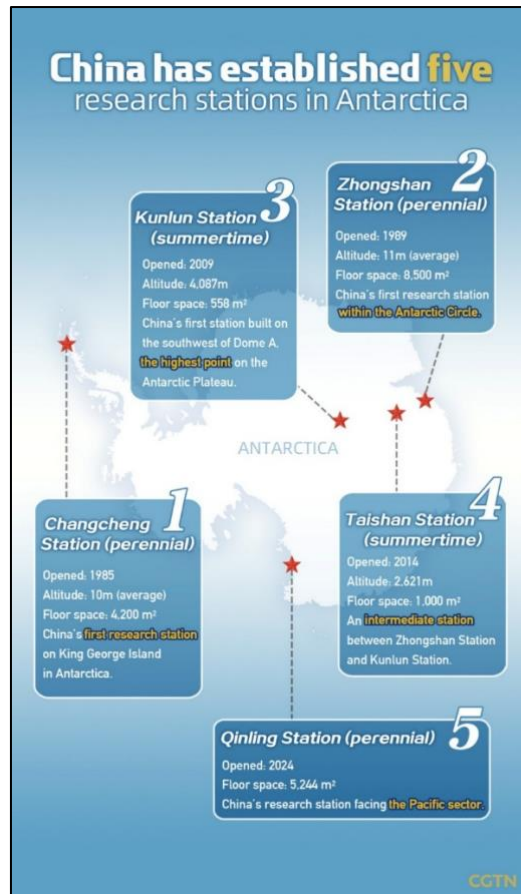 China has established five
research stations in Antarctica
3
Kunlun Station
(summertime)
Opened: 2009
Altitude: 4,087m
Floor space: 558 m²
China's first station built on
the southwest of Dome A,
the highest point on the
Antarctic Plateau.
2
Zhongshan
Station (perennial)
Opened: 1989
Altitude: 11m (average)
Floor space: 8,500 m²
China's first research station
within the Antarctic Circle.
ANTARCTICA
1
Changcheng
Station (perennial)
Opened: 1985
Altitude: 10m (average)
Floor space: 4,200 m²
China's first research station
on King George Island
in Antarctica.
4
Taishan Station
(summertime)
Opened: 2014
Altitude: 2,621m
Floor space: 1,000 m²
An intermediate station
between Zhongshan Station
and Kunlun Station.
5
Qinling Station (perennial)
Opened: 2024
Floor space: 5,244 m²
China's research station facing the Pacific sector.
CGTN